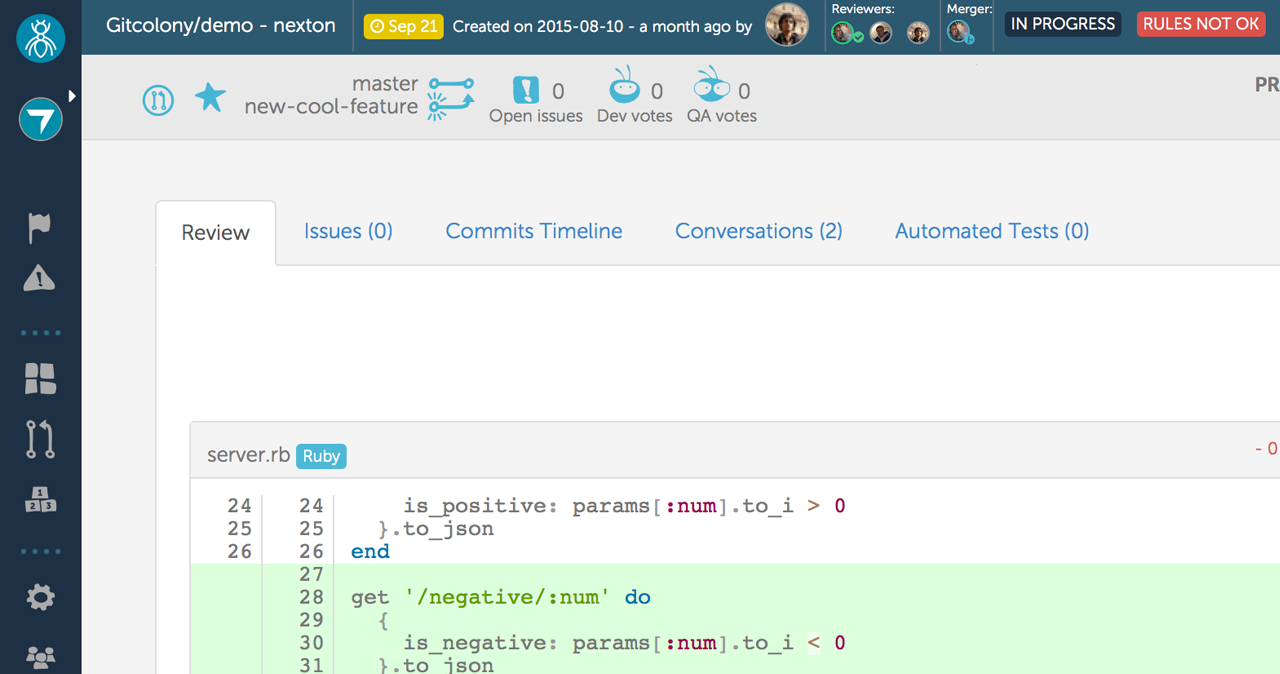 Gitcolony/demo - nexton
Sep 21 Created on 2015-08-10 - a month ago by
Reviewers:
Merger:
IN PROGRESS
RULES NOT OK
master
new-cool-feature
0
Open issues
0
Dev votes
0
QA votes
PR
Review
Issues (0)
Commits Timeline
Conversations (2)
Automated Tests (0)
server.rb Ruby
- 0
24 24 is_positive: params[:num].to_i > 0
25 25 }.to_json
26 26 end
27
28 get '/negative/:num' do
29 {
30 is_negative: params[:num].to_i < 0
31 }.to_json
1
2 3